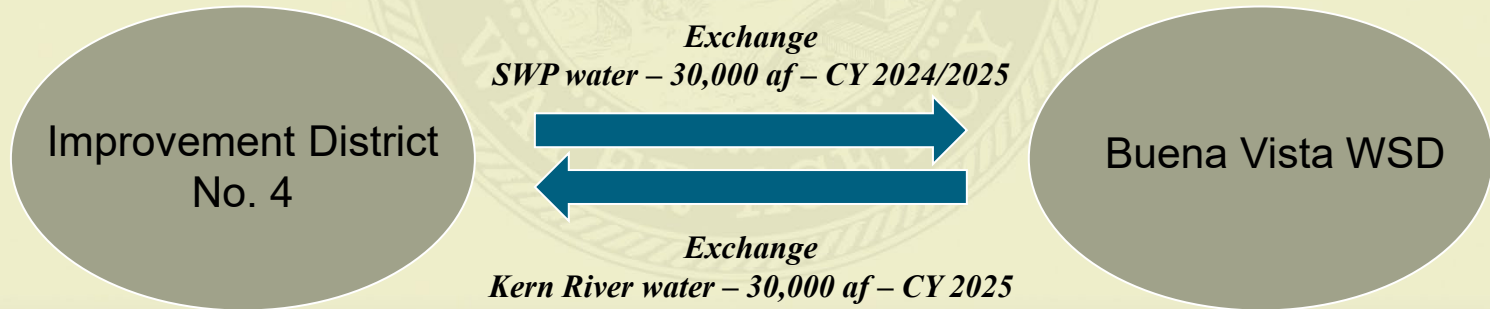 Exchange
SWP water – 30,000 af – CY 2024/2025
Improvement District
No. 4
Buena Vista WSD
Exchange
Kern River water – 30,000 af – CY 2025